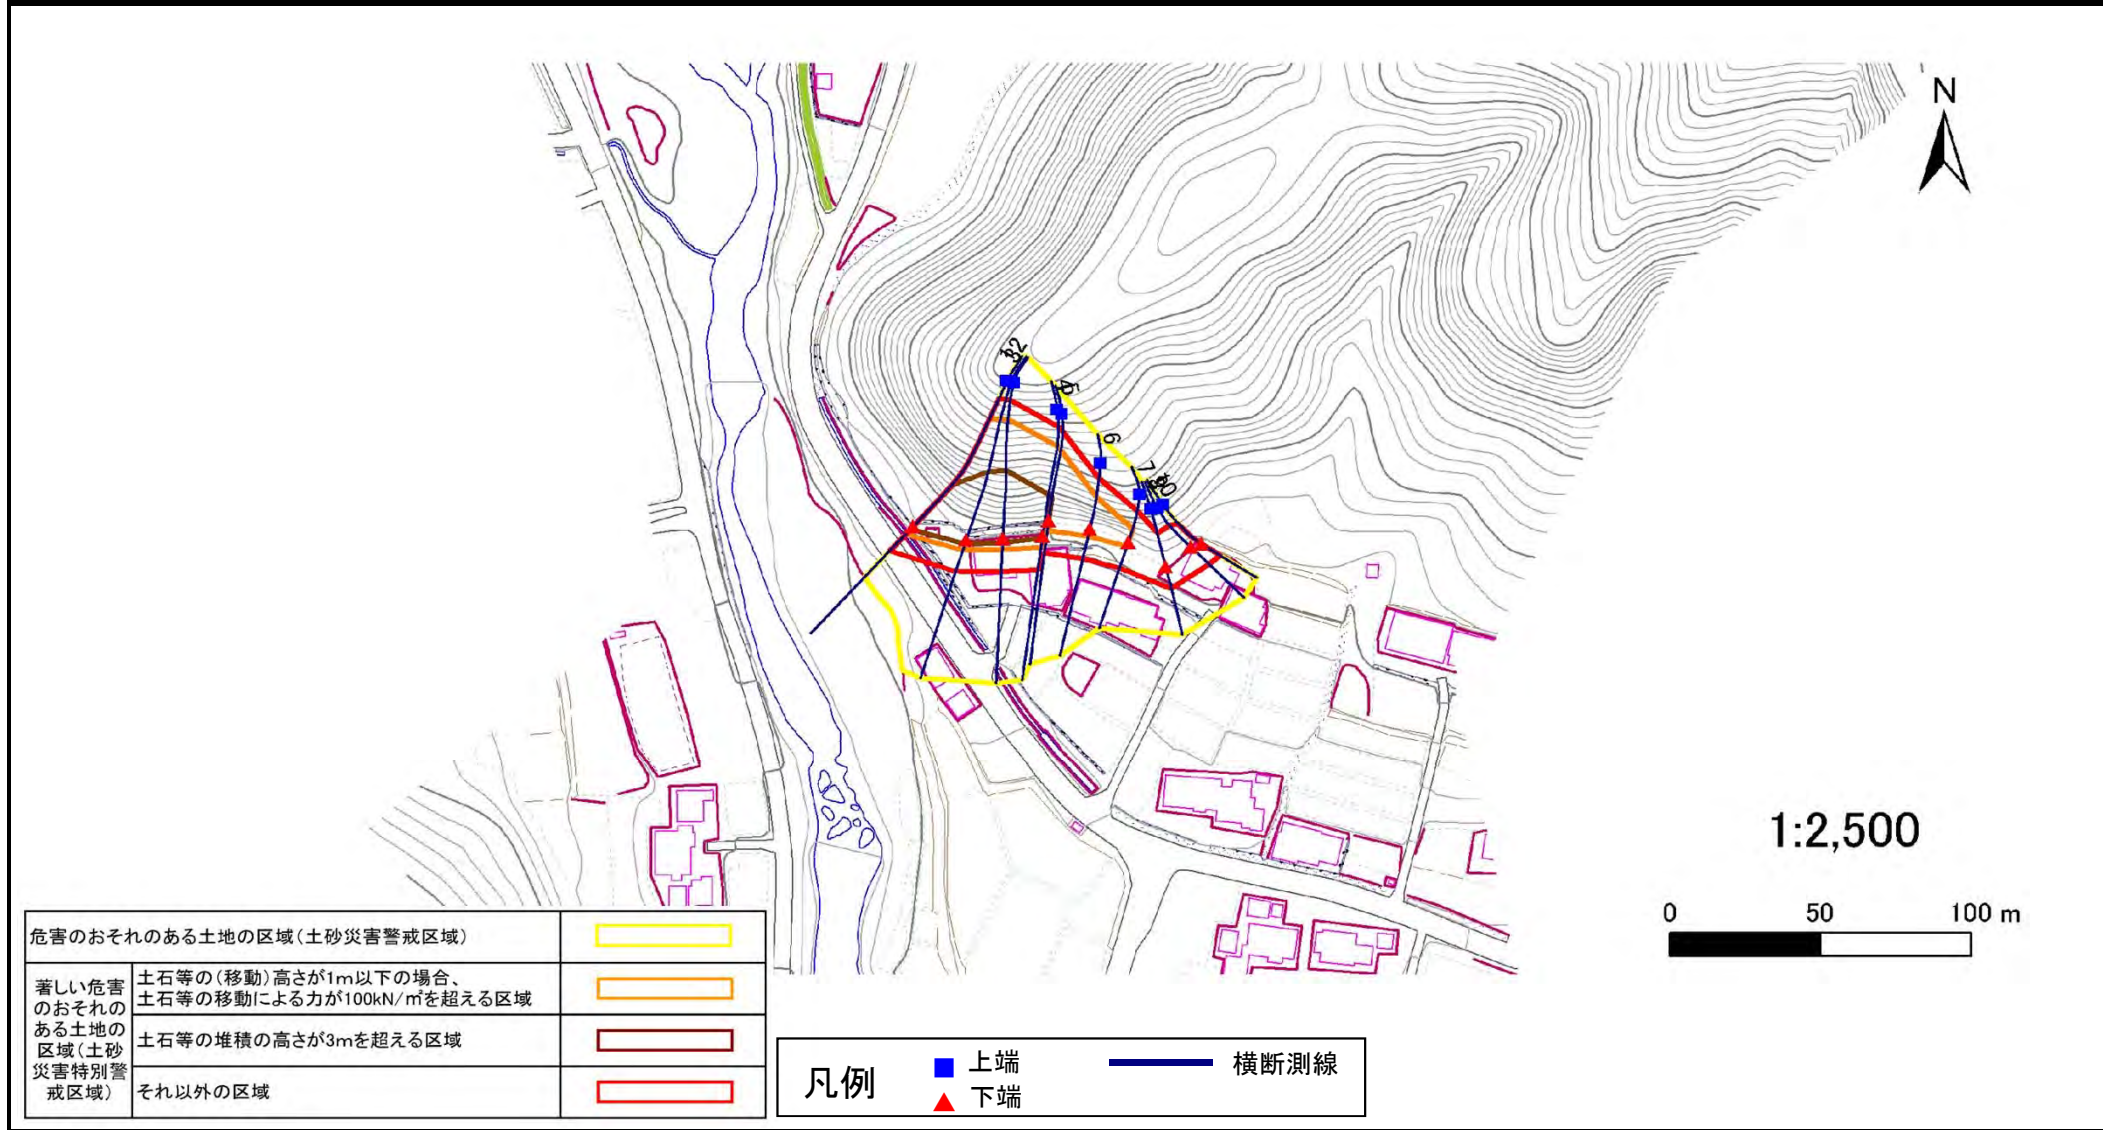 N
2
4
5
6
7
10
1:2,500
0 50 100 m
危害のおそれのある土地の区域(土砂災害警戒区域)
著しい危害
のおそれの
ある土地の
区域(土砂
災害特別警
戒区域)
土石等の(移動)高さが1m以下の場合、
土石等の移動による力が100kN/㎡を超える区域
土石等の堆積の高さが3mを超える区域
それ以外の区域
凡例
上端
下端
横断測線